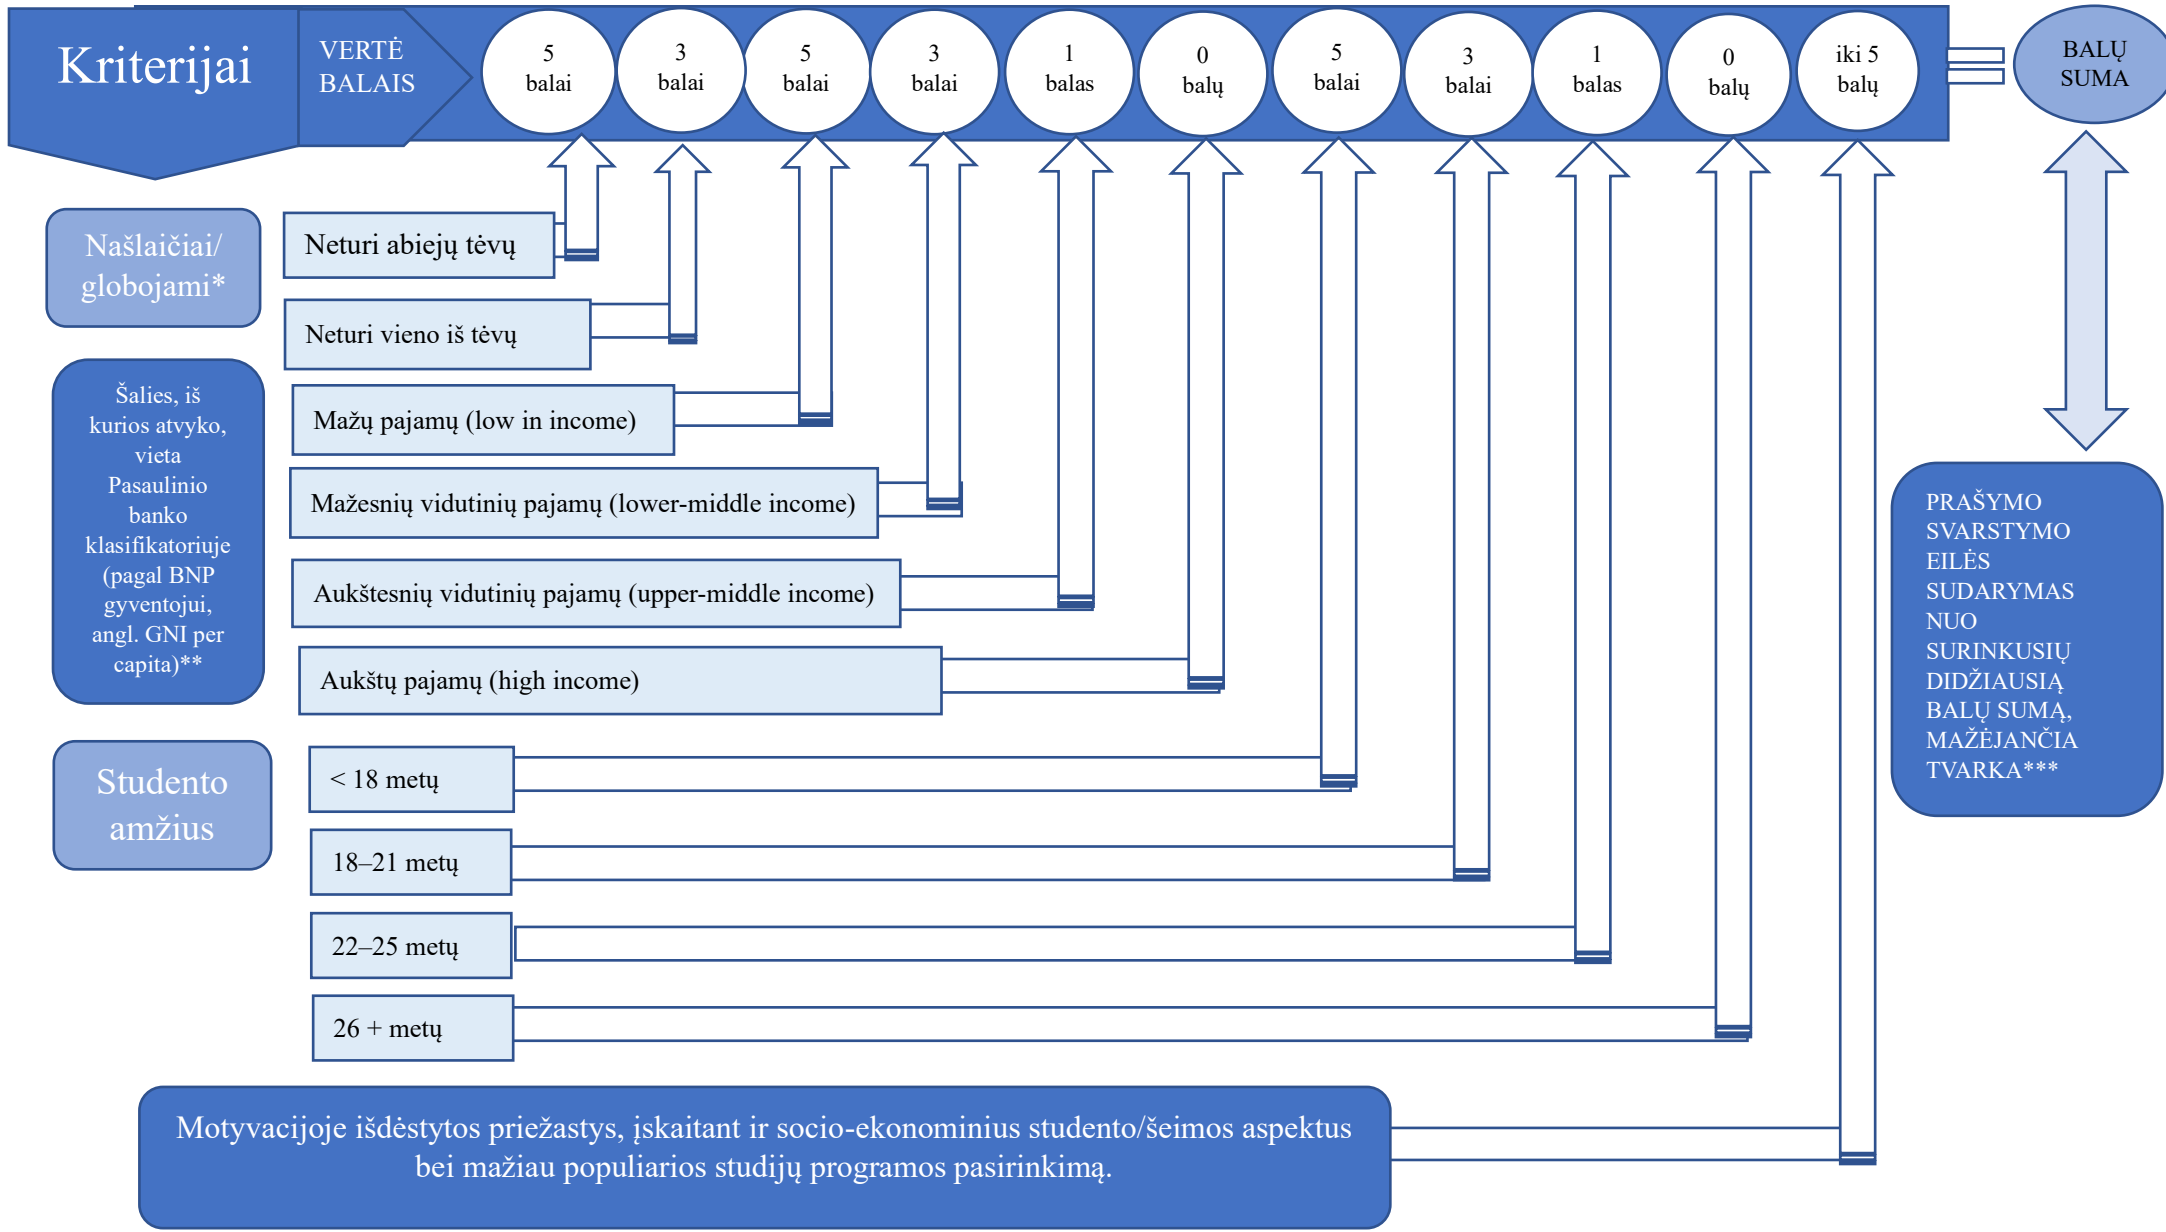 Kriterijai
VERTĖ
BALAIS
5
balai
3
balai
5
balai
3
balai
1
balas
0
balų
5
balai
3
balai
1
balas
0
balų
iki 5
balų
BALŲ
SUMA
Našlaičiai/
globojami*
Neturi abiejų tėvų
Neturi vieno iš tėvų
Šalies, iš
kurios atvyko,
vieta
Pasaulinio
banko
klasifikatoriuje
(pagal BNP
gyventojui,
angl. GNI per
capita)**
Mažų pajamų (low in income)
Mažesnių vidutinių pajamų (lower-middle income)
Aukštesnių vidutinių pajamų (upper-middle income)
Aukštų pajamų (high income)
Studento
amžius
< 18 metų
18–21 metų
22–25 metų
26 + metų
Motyvacijoje išdėstytos priežastys, įskaitant ir socio-ekonominius studento/šeimos aspektus
bei mažiau populiarios studijų programos pasirinkimą.
PRAŠYMO
SVARSTYMO
EILĖS
SUDARYMAS
NUO
SURINKUSIŲ
DIDŽIAUSIĄ
BALŲ SUMĄ,
MAŽĖJANČIA
TVARKA***